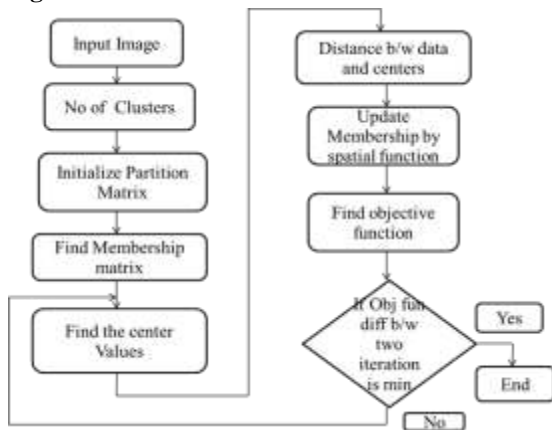 Input Image
No of Clusters
Initialize Partition
Matrix
Find Membership
matrix
Find the center
Values
Distance b/w data
and centers
Update
Membership by
spatial function
Find objective
function
If Obj fun
diff b/w
two
iteration
is min
Yes
End
No